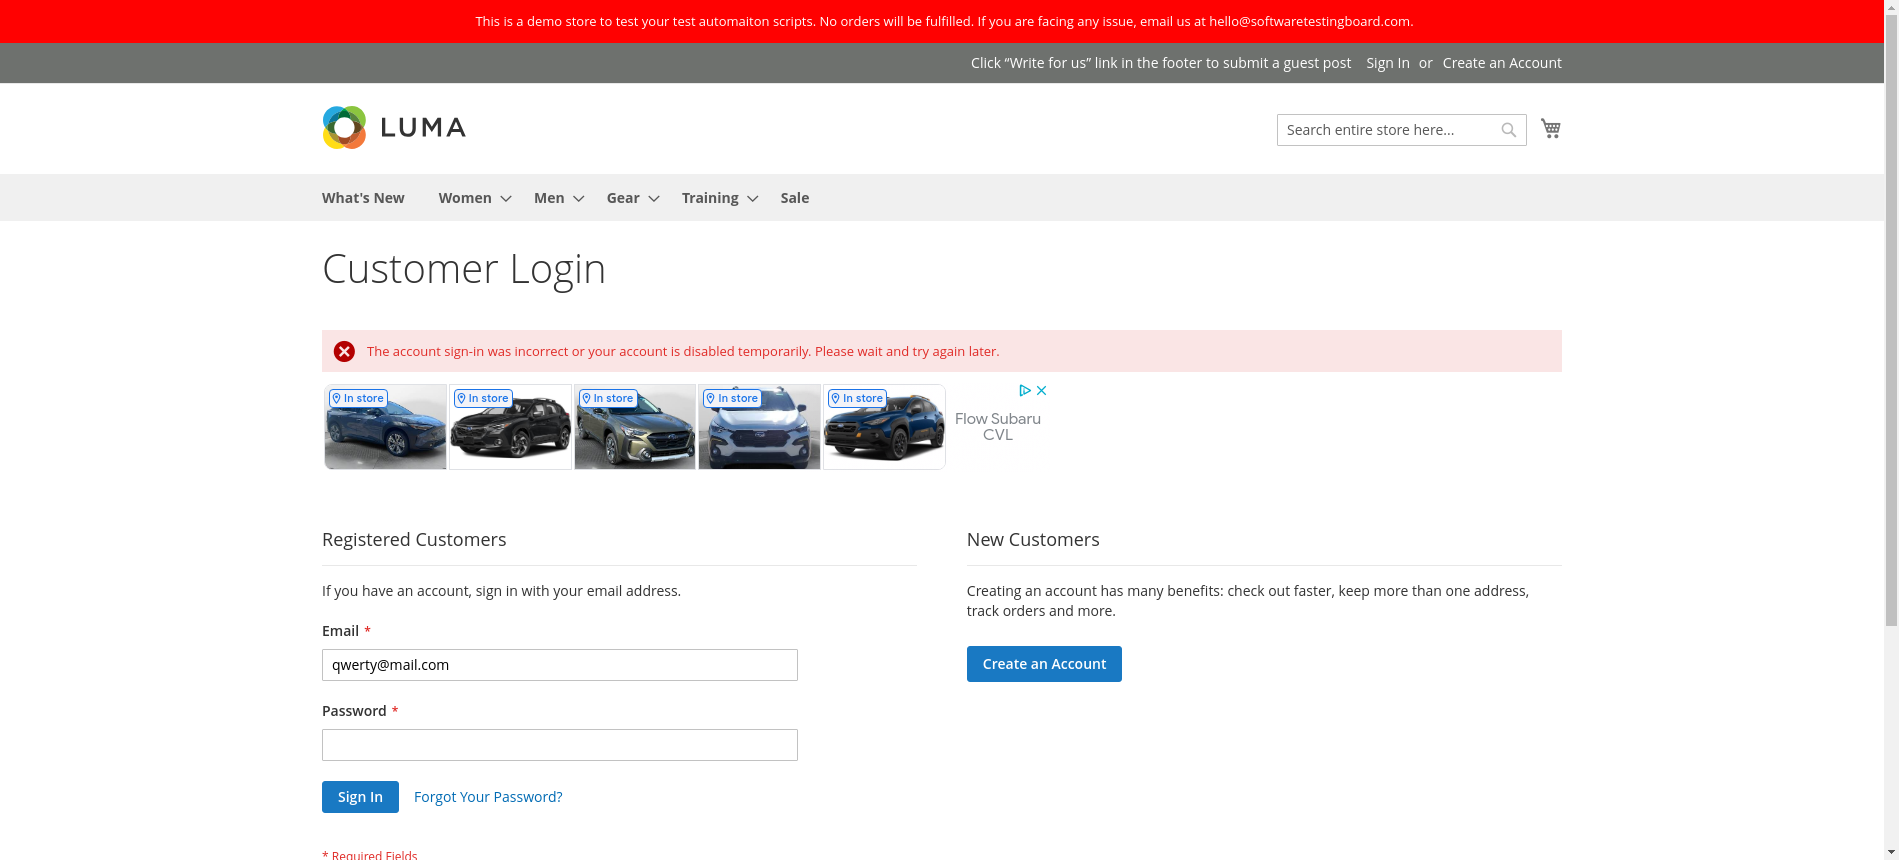 This is a demo store to test your test automaiton scripts. No orders will be fulfilled. If you are facing any issue, email us at hello@softwaretestingboard.com.
Click “Write for us” link in the footer to submit a guest post Sign In or Create an Account
LUMA
Search entire store here...
What's New Women Men Gear Training Sale
Customer Login
The account sign-in was incorrect or your account is disabled temporarily. Please wait and try again later.
In store In store In store In store In store
Flow Subaru
CVL
Registered Customers
If you have an account, sign in with your email address.
Email *
qwerty@mail.com
Password *
Sign In Forgot Your Password?
* Required Fields
New Customers
Creating an account has many benefits: check out faster, keep more than one address,
track orders and more.
Create an Account